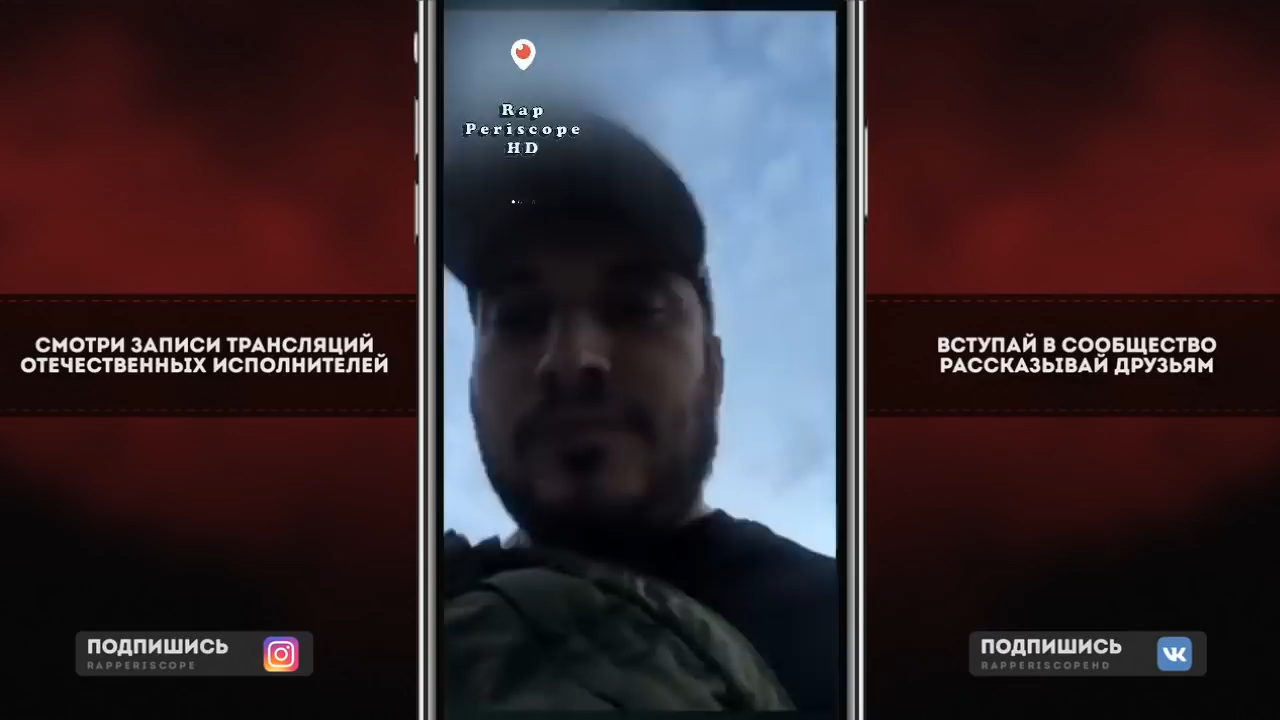 Rap
Periscope
HD
СМОТРИ ЗАПИСИ ТРАНСЛЯЦИЙ
ОТЕЧЕСТВЕННЫХ ИСПОЛНИТЕЛЕЙ
ВСТУПАЙ В СООБЩЕСТВО
РАССКАЗЫВАЙ ДРУЗЬЯМ
ПОДПИШИСЬ
RAPPERISCOPE
ПОДПИШИСЬ
RAPPERISCOPEHD